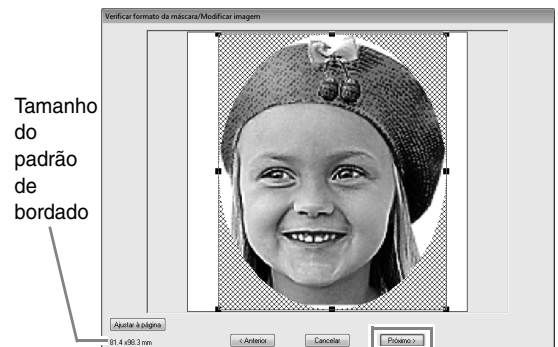 Verificar formato da máscara/Modificar imagem
Tamanho
do
padrão
de
bordado
Ajustar à página
81.4 x98.3 mm
< Anterior
Cancelar
Próximo >